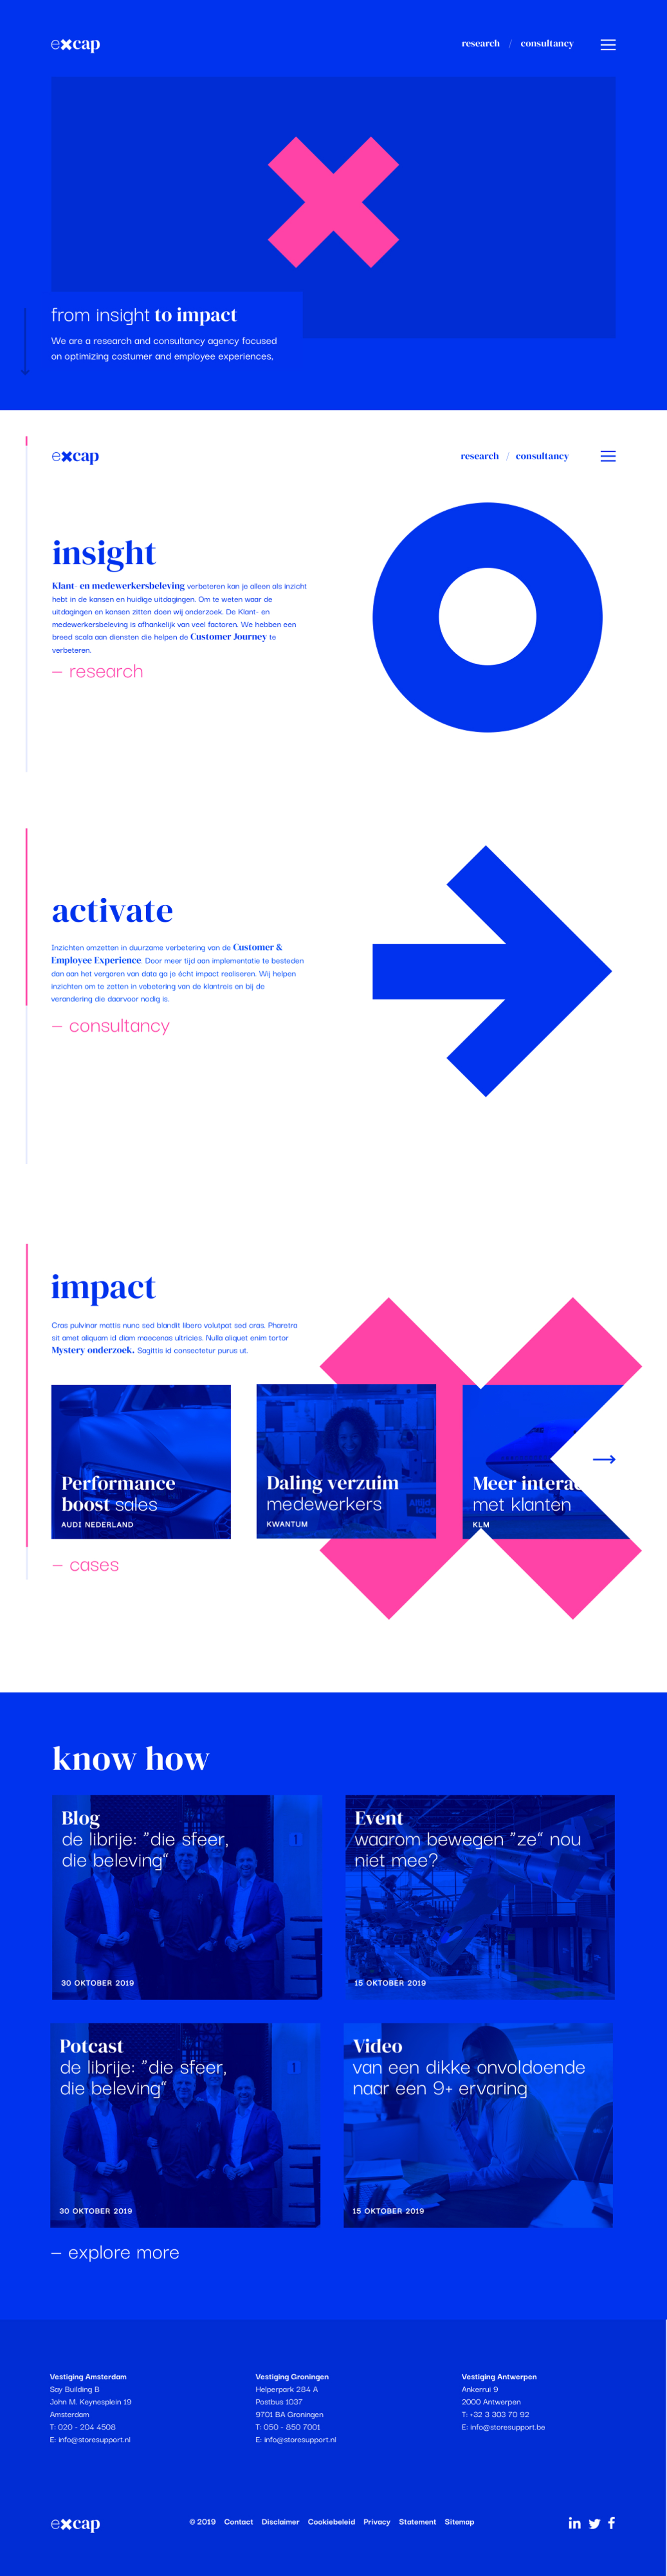 excap
research / consultancy
from insight to impact
We are a research and consultancy agency focused
on optimizing costumer and employee experiences,
excap
research / consultancy
insight
Klant- en medewerkersbeleving verbeteren kan je alleen als inzicht
hebt in de kansen en huidige uitdagingen. Om te weten waar de
uitdagingen en kansen zitten doen wij onderzoek. De Klant- en
medewerkersbeleving is afhankelijk van veel factoren. We hebben een
breed scala aan diensten die helpen de Customer Journey te
verbeteren.
– research
activate
Inzichten omzetten in duurzame verbetering van de Customer &
Employee Experience. Door meer tijd aan implementatie te besteden
dan aan het vergaren van data ga je écht impact realiseren. Wij helpen
inzichten om te zetten in vebetering van de klantreis en bij de
verandering die daarvoor nodig is.
– consultancy
impact
Cras pulvinar mattis nunc sed blandit libero volutpat sed cras. Pharetra
sit amet aliquam id diam maecenas ultricies. Nulla aliquet enim tortor
Mystery onderzoek. Sagittis id consectetur purus ut.
Performance
boost sales
AUDI NEDERLAND
Daling verzuim
medewerkers
KWANTUM
Meer interac
met klanten
KLM
– cases
know how
Blog
de librije: "die sfeer,
die beleving"
30 OKTOBER 2019
Event
waarom bewegen "ze" nou
niet mee?
15 OKTOBER 2019
Potcast
de librije: "die sfeer,
die beleving"
30 OKTOBER 2019
Video
van een dikke onvoldoende
naar een 9+ ervaring
15 OKTOBER 2019
– explore more
Vestiging Amsterdam
Say Building B
John M. Keynesplein 19
Amsterdam
T: 020 - 204 4508
E: info@storesupport.nl
Vestiging Groningen
Helperpark 284 A
Postbus 1037
9701 BA Groningen
T: 050 - 850 7001
E: info@storesupport.nl
Vestiging Antwerpen
Ankerrui 9
2000 Antwerpen
T: +32 3 303 70 92
E: info@storesupport.be
excap
© 2019 Contact Disclaimer Cookiebeleid Privacy Statement Sitemap